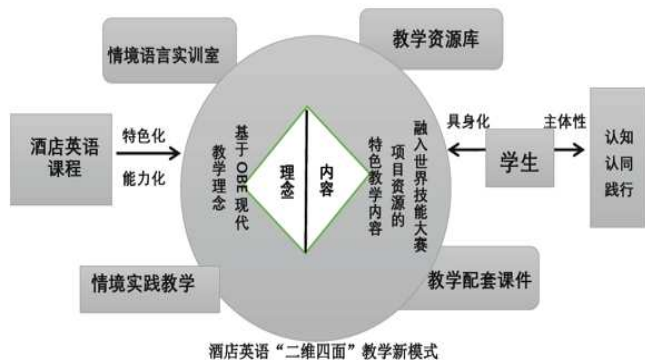 情境语言实训室
教学资源库
酒店英语
课程
特色化
能力化
基于 OBE 现代
教学理念
理念
内容
融入世界技能大赛
项目资源的
特色教学内容
具身化
主体性
学生
认知
认同
践行
情境实践教学
教学配套课件
酒店英语“二维四面”教学新模式